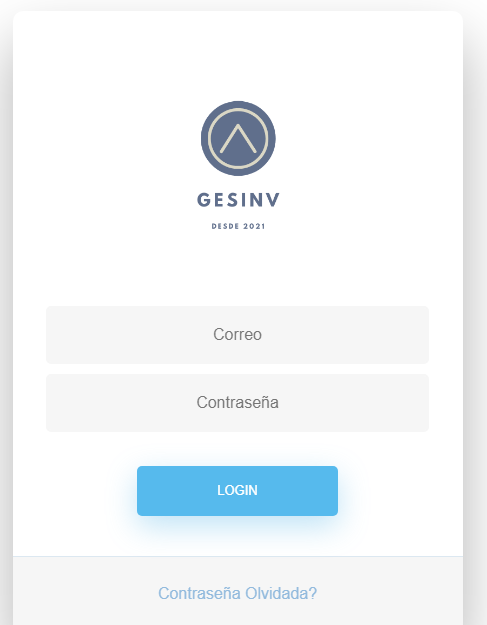 GESINV
DESDE 2021
Correo
Contraseña
LOGIN
Contraseña Olvidada?